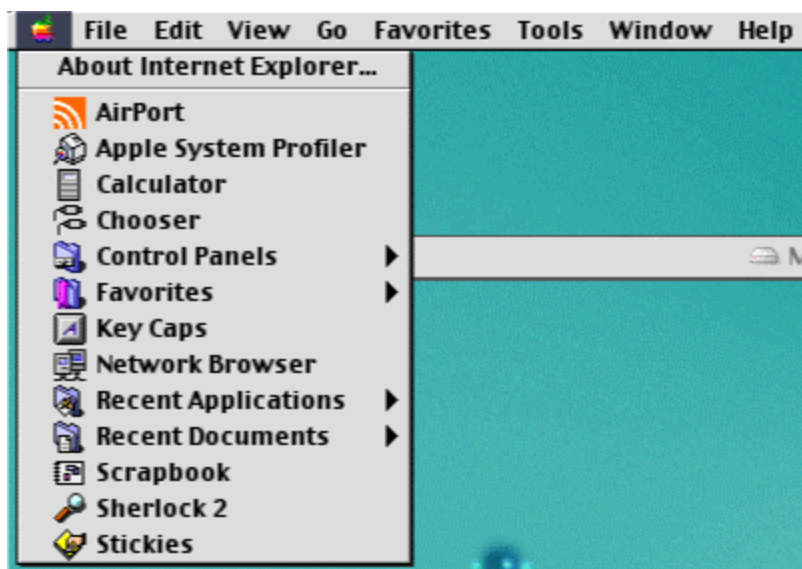 File Edit View Go Favorites Tools Window Help
About Internet Explorer...
AirPort
Apple System Profiler
Calculator
Chooser
Control Panels
Favorites
Key Caps
Network Browser
Recent Applications
Recent Documents
Scrapbook
Sherlock 2
Stickies